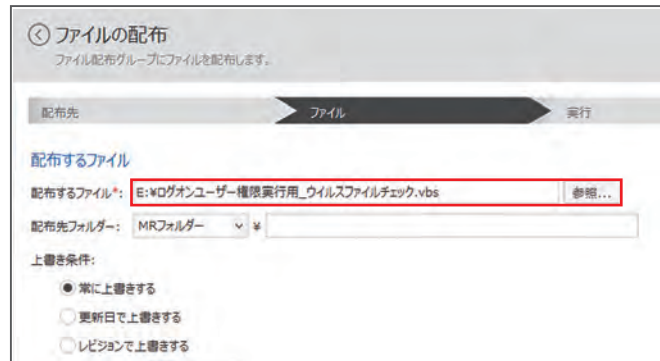 ファイルの配布
ファイル配布グループにファイルを配布します。
配布先 ファイル 実行
配布するファイル
配布するファイル*: E:¥ログオンユーザー権限実行用_ウイルスファイルチェック.vbs 参照...
配布先フォルダー: MRフォルダー ¥
上書き条件:
常に上書きする
更新日で上書きする
レビジョンで上書きする